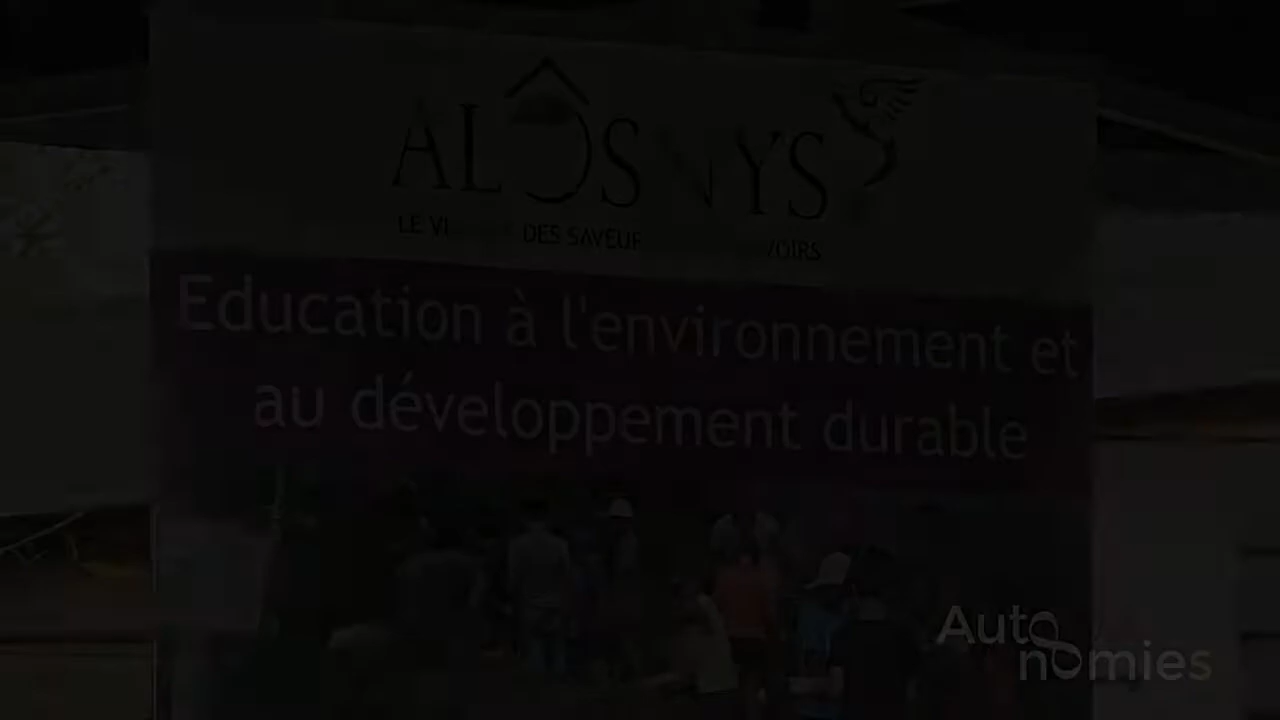 ALÔSNYS
LE VI DES SAVEUR VOIRS
Education à l'environnement et
au développement durable
Auto
nomies